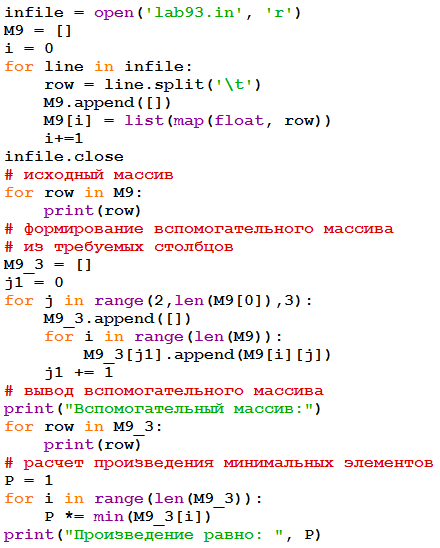 infile = open('lab93.in', 'r')
M9 = []
i = 0
for line in infile:
    row = line.split('\t')
    M9.append([])
    M9[i] = list(map(float, row))
    i+=1
infile.close
# исходный массив
for row in M9:
    print(row)
# формирование вспомогательного массива
# из требуемых столбцов
M9_3 = []
j1 = 0
for j in range(2,len(M9[0]),3):
    M9_3.append([])
    for i in range(len(M9)):
        M9_3[j1].append(M9[i][j])
    j1 += 1
# вывод вспомогательного массива
print("Вспомогательный массив:")
for row in M9_3:
    print(row)
# расчет произведения минимальных элементов
P = 1
for i in range(len(M9_3)):
    P *= min(M9_3[i])
print("Произведение равно: ", P)